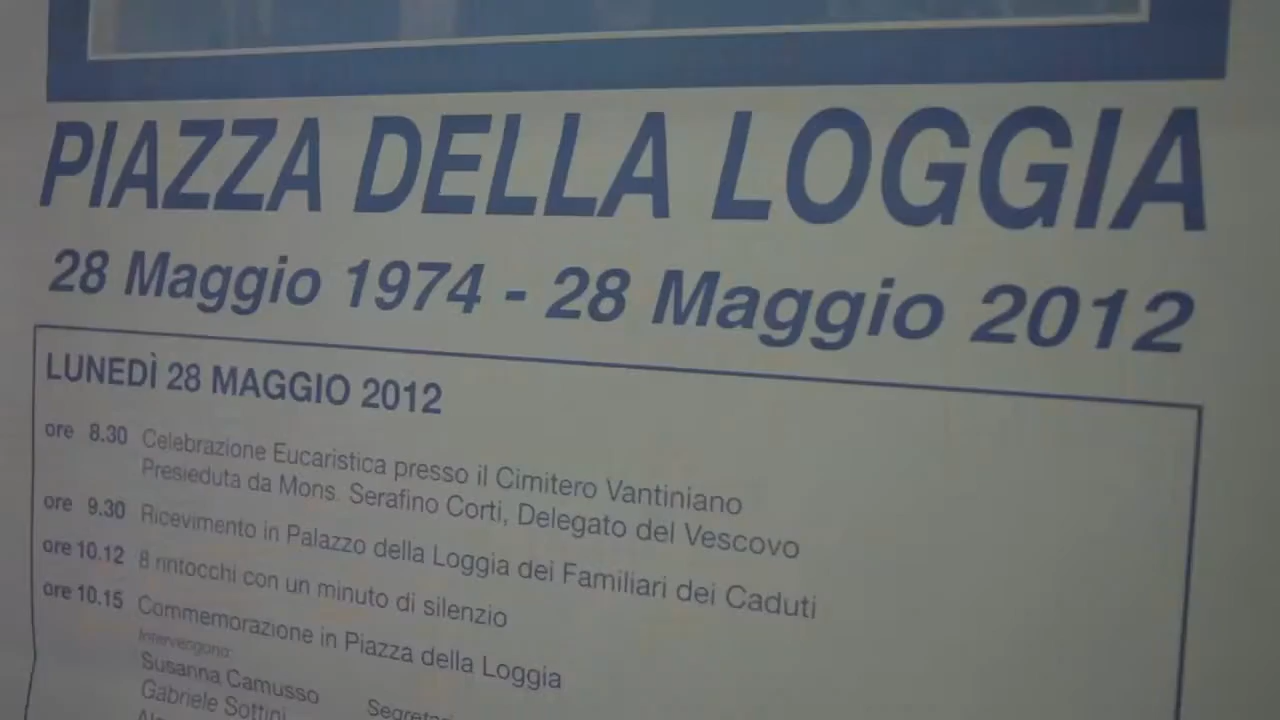 PIAZZA DELLA LOGGIA
28 Maggio 1974 - 28 Maggio 2012
LUNEDÌ 28 MAGGIO 2012
ore 8.30 Celebrazione Eucaristica presso il Cimitero Vantiniano
Presieduta da Mons. Serafino Corti, Delegato del Vescovo
ore 9.30 Ricevimento in Palazzo della Loggia dei Familiari dei Caduti
ore 10.12 8 rintocchi con un minuto di silenzio
ore 10.15 Commemorazione in Piazza della Loggia
Intervengono:
Susanna Camusso
Gabriele Sottini